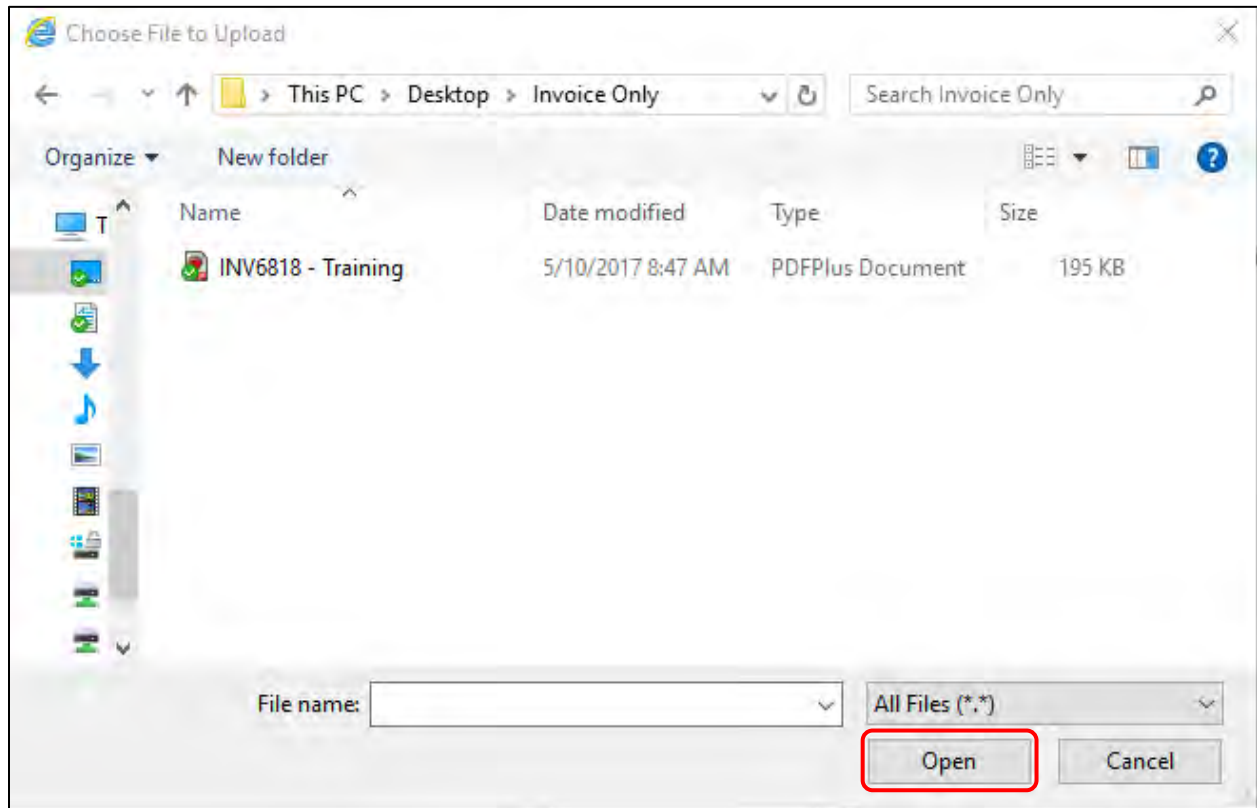 Choose File to Upload
> This PC > Desktop > Invoice Only
Search Invoice Only
Organize
New folder
T
Name
Date modified
Type
Size
INV6818 - Training
5/10/2017 8:47 AM
PDFPlus Document
195 KB
File name:
All Files (*.*)
Open
Cancel